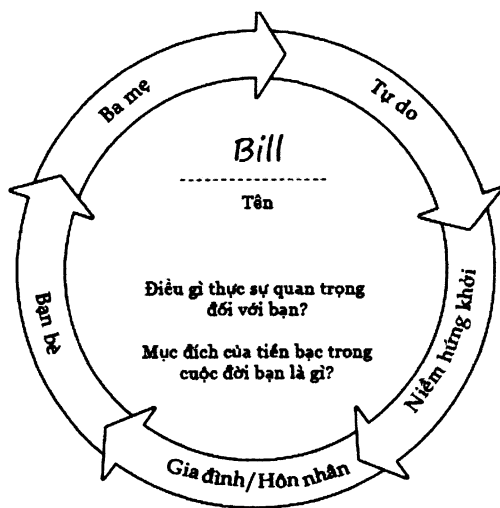 Ba mẹ
Tự do
Bill
Tên
Điều gì thực sự quan trọng
đối với bạn?
Mục đích của tiền bạc trong
cuộc đời bạn là gì?
Bạn bè
Niềm hứng khởi
Gia đình/Hôn nhân